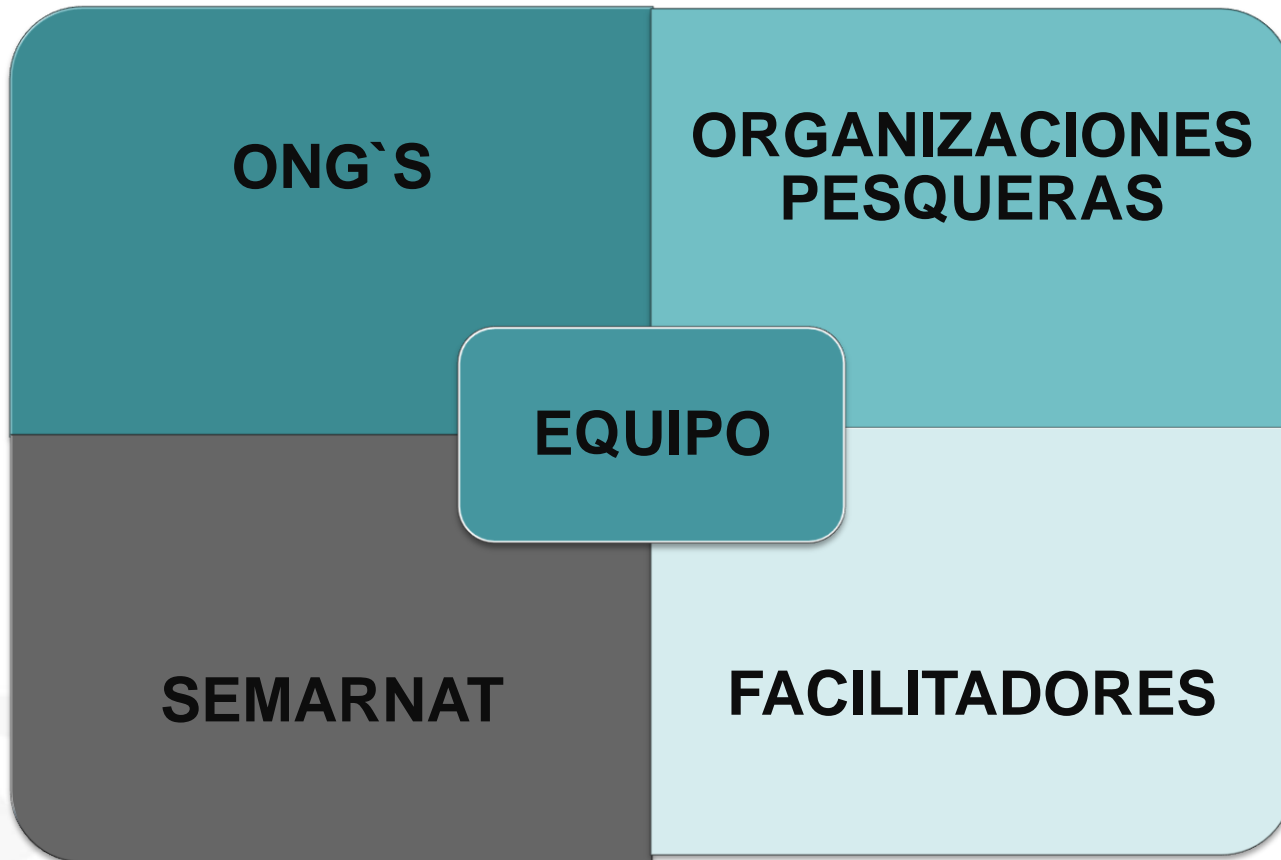 ONG`S
ORGANIZACIONES
PESQUERAS
EQUIPO
SEMARNAT
FACILITADORES